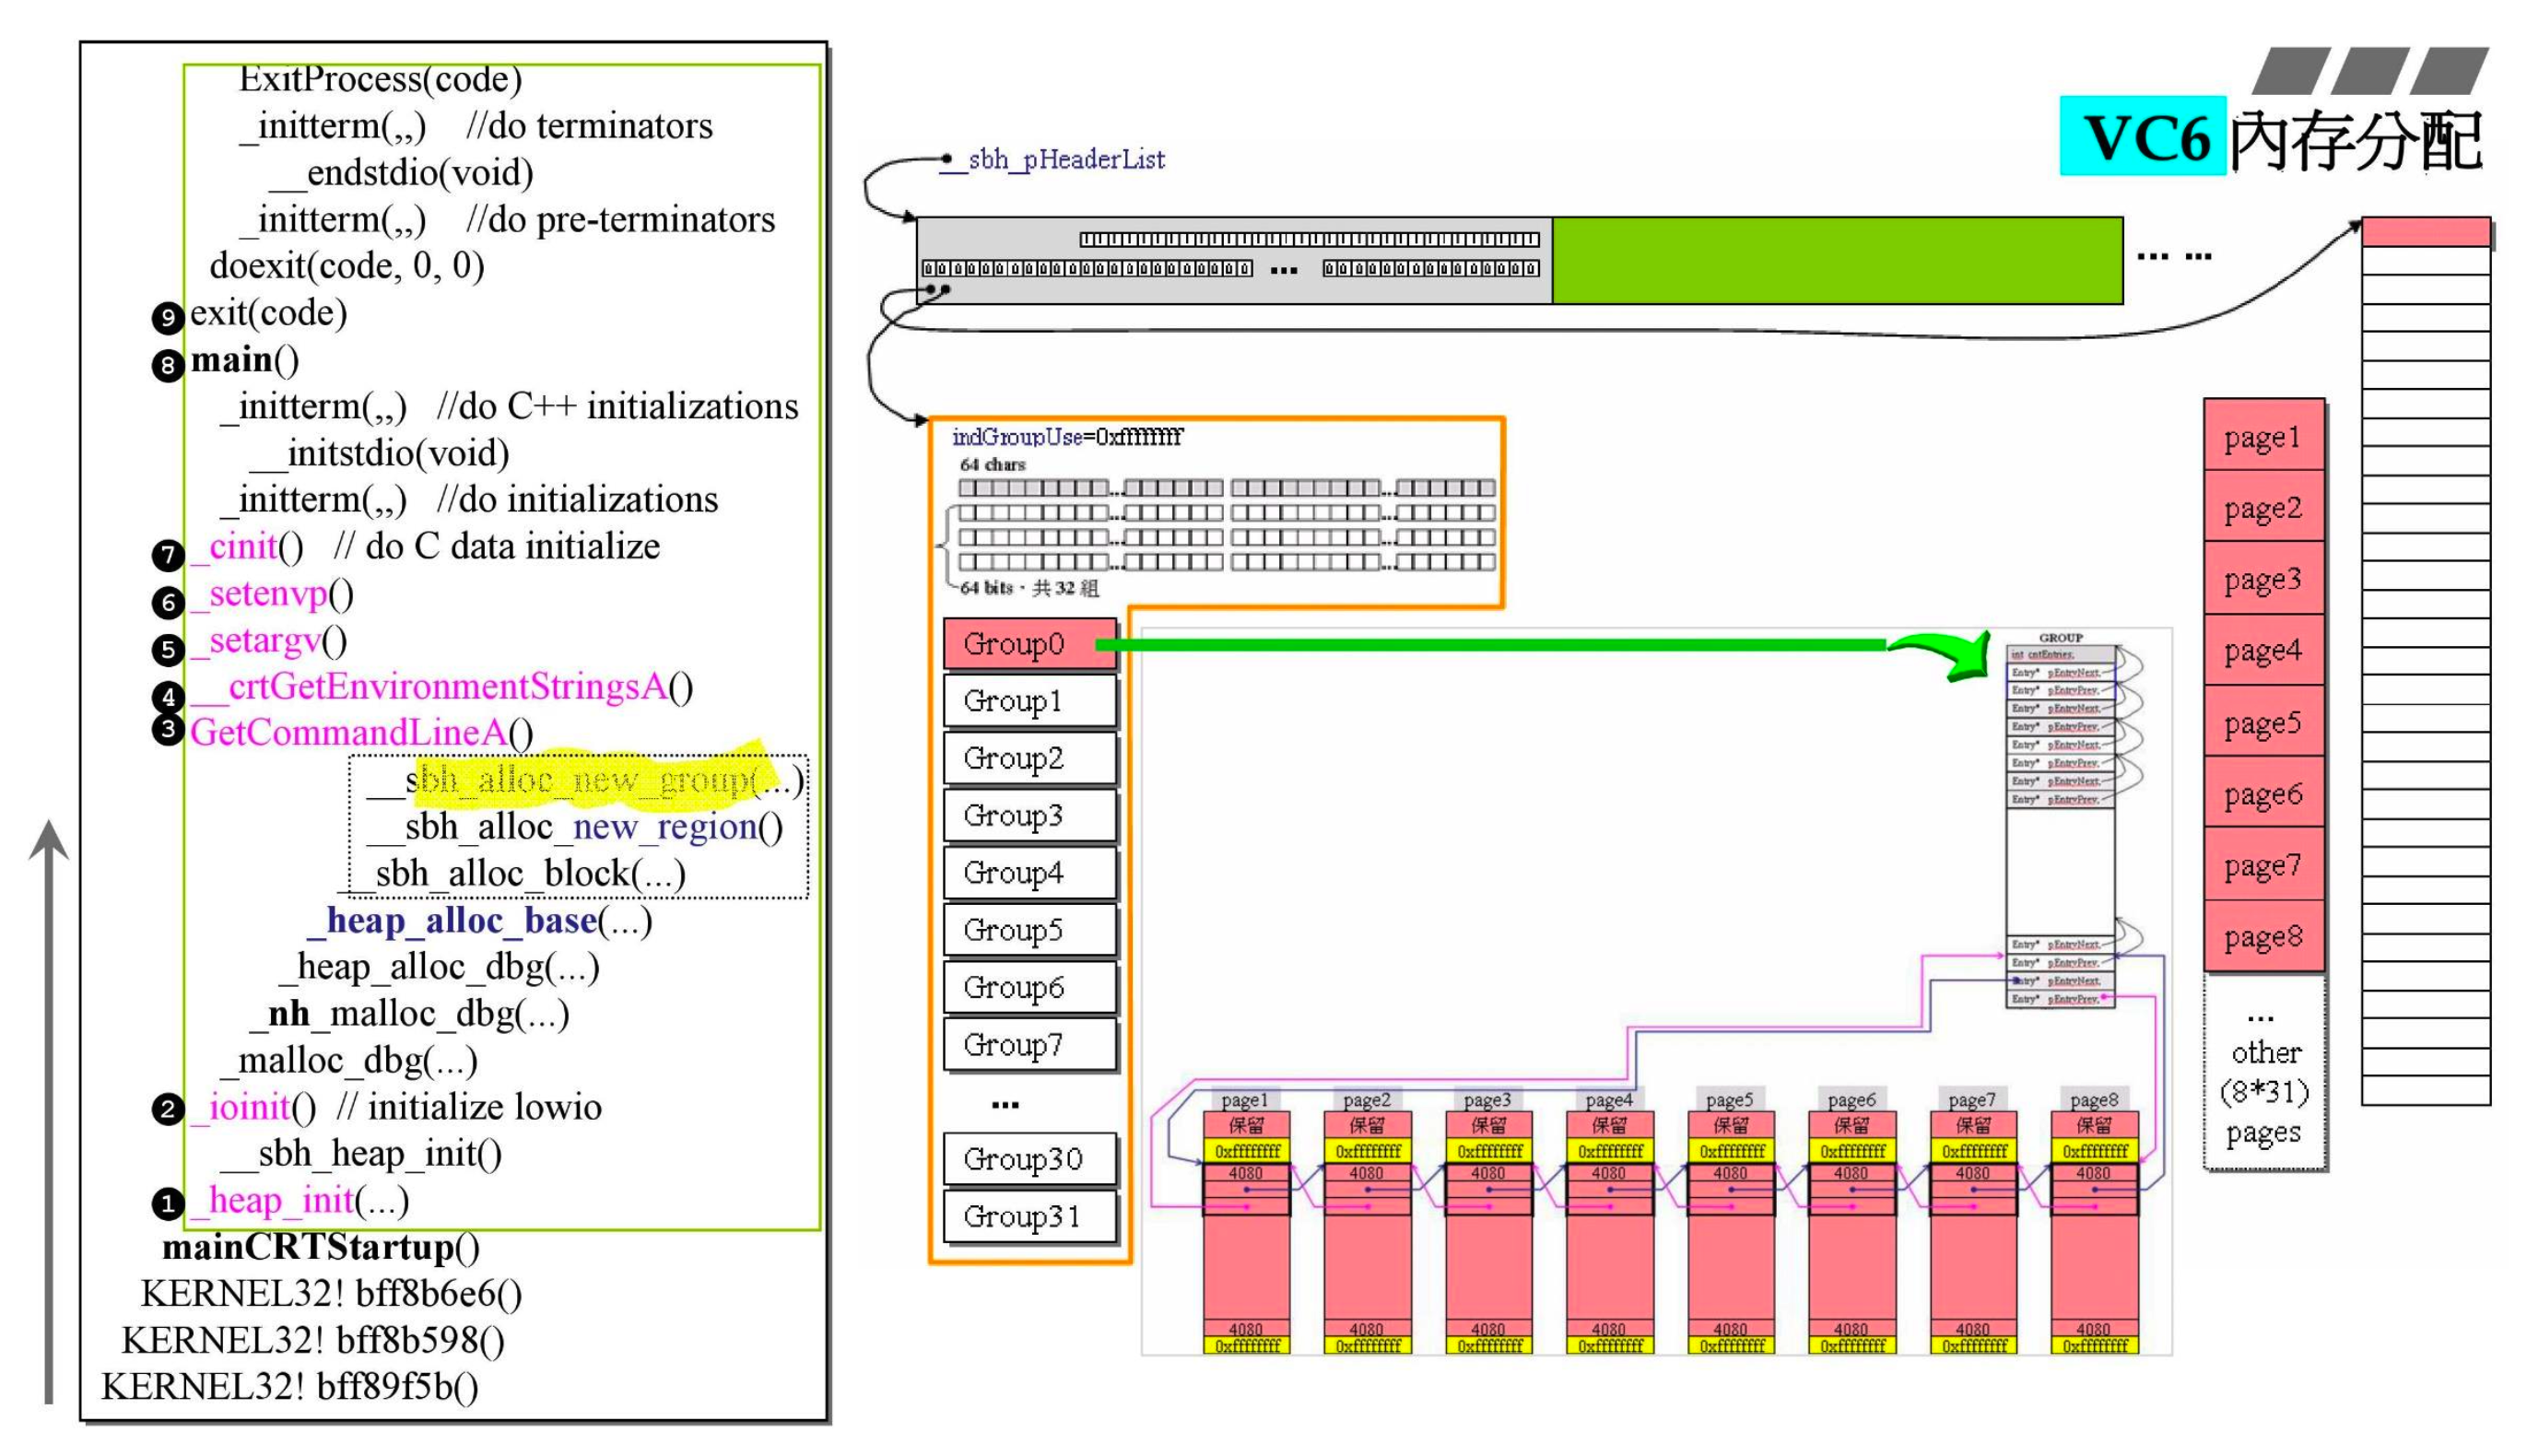 VC6 內存分配
ExitProcess(code)
_initterm(,,) //do terminators
__endstdio(void)
_initterm(,,) //do pre-terminators
doexit(code, 0, 0)
❾ exit(code)
❽ main()
_initterm(,,) //do C++ initializations
__initstdio(void)
_initterm(,,) //do initializations
❼ _cinit() // do C data initialize
❻ _setenvp()
❺ _setargv()
❹ __crtGetEnvironmentStringsA()
❸ GetCommandLineA()
__sbh_alloc_new_group(...)
__sbh_alloc_new_region()
__sbh_alloc_block(...)
_heap_alloc_base(...)
_heap_alloc_dbg(...)
_nh_malloc_dbg(...)
_malloc_dbg(...)
❷ _ioinit() // initialize lowio
__sbh_heap_init()
❶ _heap_init(...)
mainCRTStartup()
KERNEL32! bff8b6e6()
KERNEL32! bff8b598()
KERNEL32! bff89f5b()
__sbh_pHeaderList
... ...
...
indGroupUse=0xffffffff
64 chars
64 bits，共 32 組
Group0
Group1
Group2
Group3
Group4
Group5
Group6
Group7
...
Group30
Group31
GROUP
int cntEntries;
Entry* pEntryNext;
Entry* pEntryPrev;
Entry* pEntryNext;
Entry* pEntryPrev;
Entry* pEntryNext;
Entry* pEntryPrev;
Entry* pEntryNext;
Entry* pEntryPrev;
Entry* pEntryNext;
Entry* pEntryPrev;
Entry* pEntryNext;
Entry* pEntryPrev;
page1 page2 page3 page4 page5 page6 page7 page8
保留 保留 保留 保留 保留 保留 保留 保留
0xffffffff 0xffffffff 0xffffffff 0xffffffff 0xffffffff 0xffffffff 0xffffffff 0xffffffff
4080 4080 4080 4080 4080 4080 4080 4080
4080 4080 4080 4080 4080 4080 4080 4080
0xffffffff 0xffffffff 0xffffffff 0xffffffff 0xffffffff 0xffffffff 0xffffffff 0xffffffff
page1
page2
page3
page4
page5
page6
page7
page8
...
other
(8*31)
pages